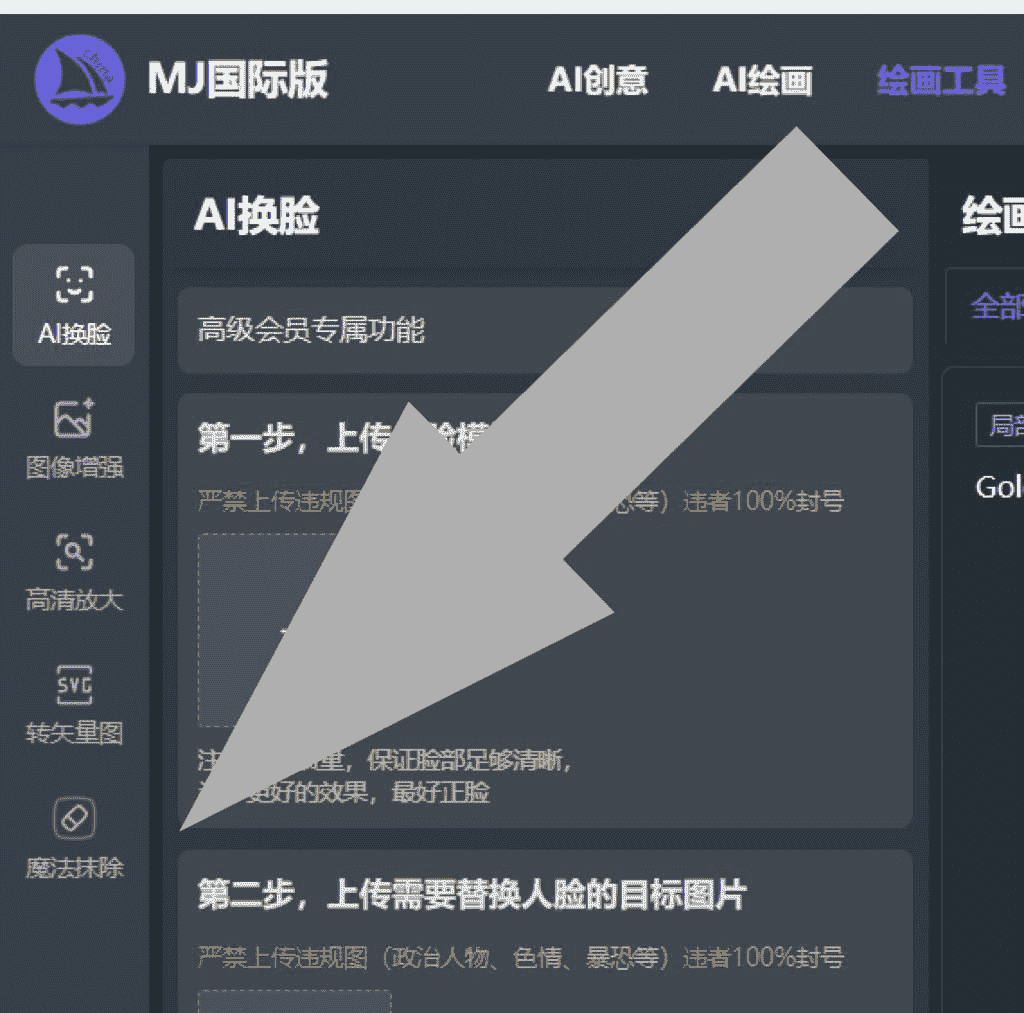 China
MJ国际版
AI创意
AI绘画
绘画工具
AI换脸
图像增强
高清放大
SVG
转矢量图
魔法抹除
AI换脸
高级会员专属功能
第一步，上传
严禁上传违规图
恐等）违者100%封号
注
量，保证脸部足够清晰，
更好的效果，最好正脸
第二步，上传需要替换人脸的目标图片
严禁上传违规图（政治人物、色情、暴恐等）违者100%封号
绘画
全部
局部
Gol